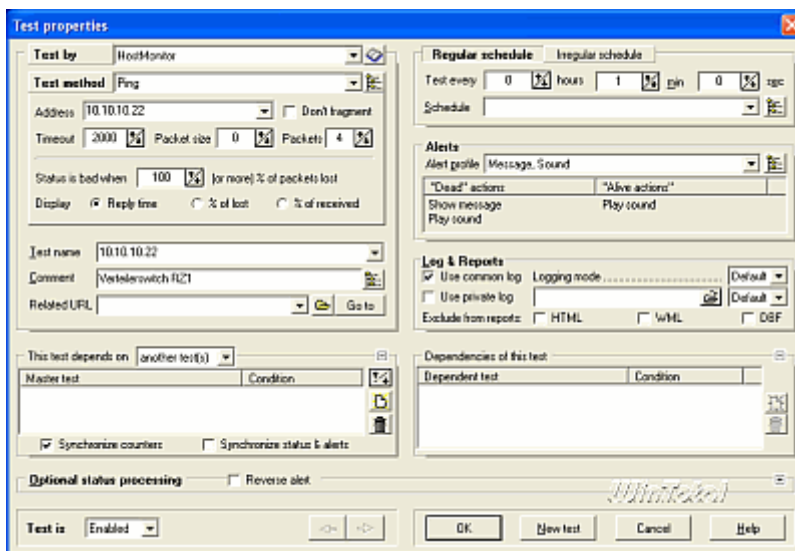 Test properties
Test by HostMonitor
Test method Ping
Address 10.10.10.22 Don't fragment
Timeout 2000 Packet size 0 Packets 4
Status is bad when 100 (or more) % of packets lost
Display Reply time % of lost % of received
Test name 10.10.10.22
Comment Verteilerswitch RZ1
Related URL Go to
Regular schedule Irregular schedule
Test every 0 hours 1 min 0 sec
Schedule
Alerts
Alert profile Message, Sound
"Dead" actions "Alive actions"
Show message Play sound
Play sound
Log & Reports
Use common log Logging mode Default
Use private log Default
Exclude from reports: HTML WML DBF
This test depends on another test(s)
Master test Condition
Synchronize counters Synchronize status & alerts
Dependencies of this test
Dependent test Condition
Optional status processing Reverse alert
WinTotal
Test is Enabled OK New test Cancel Help